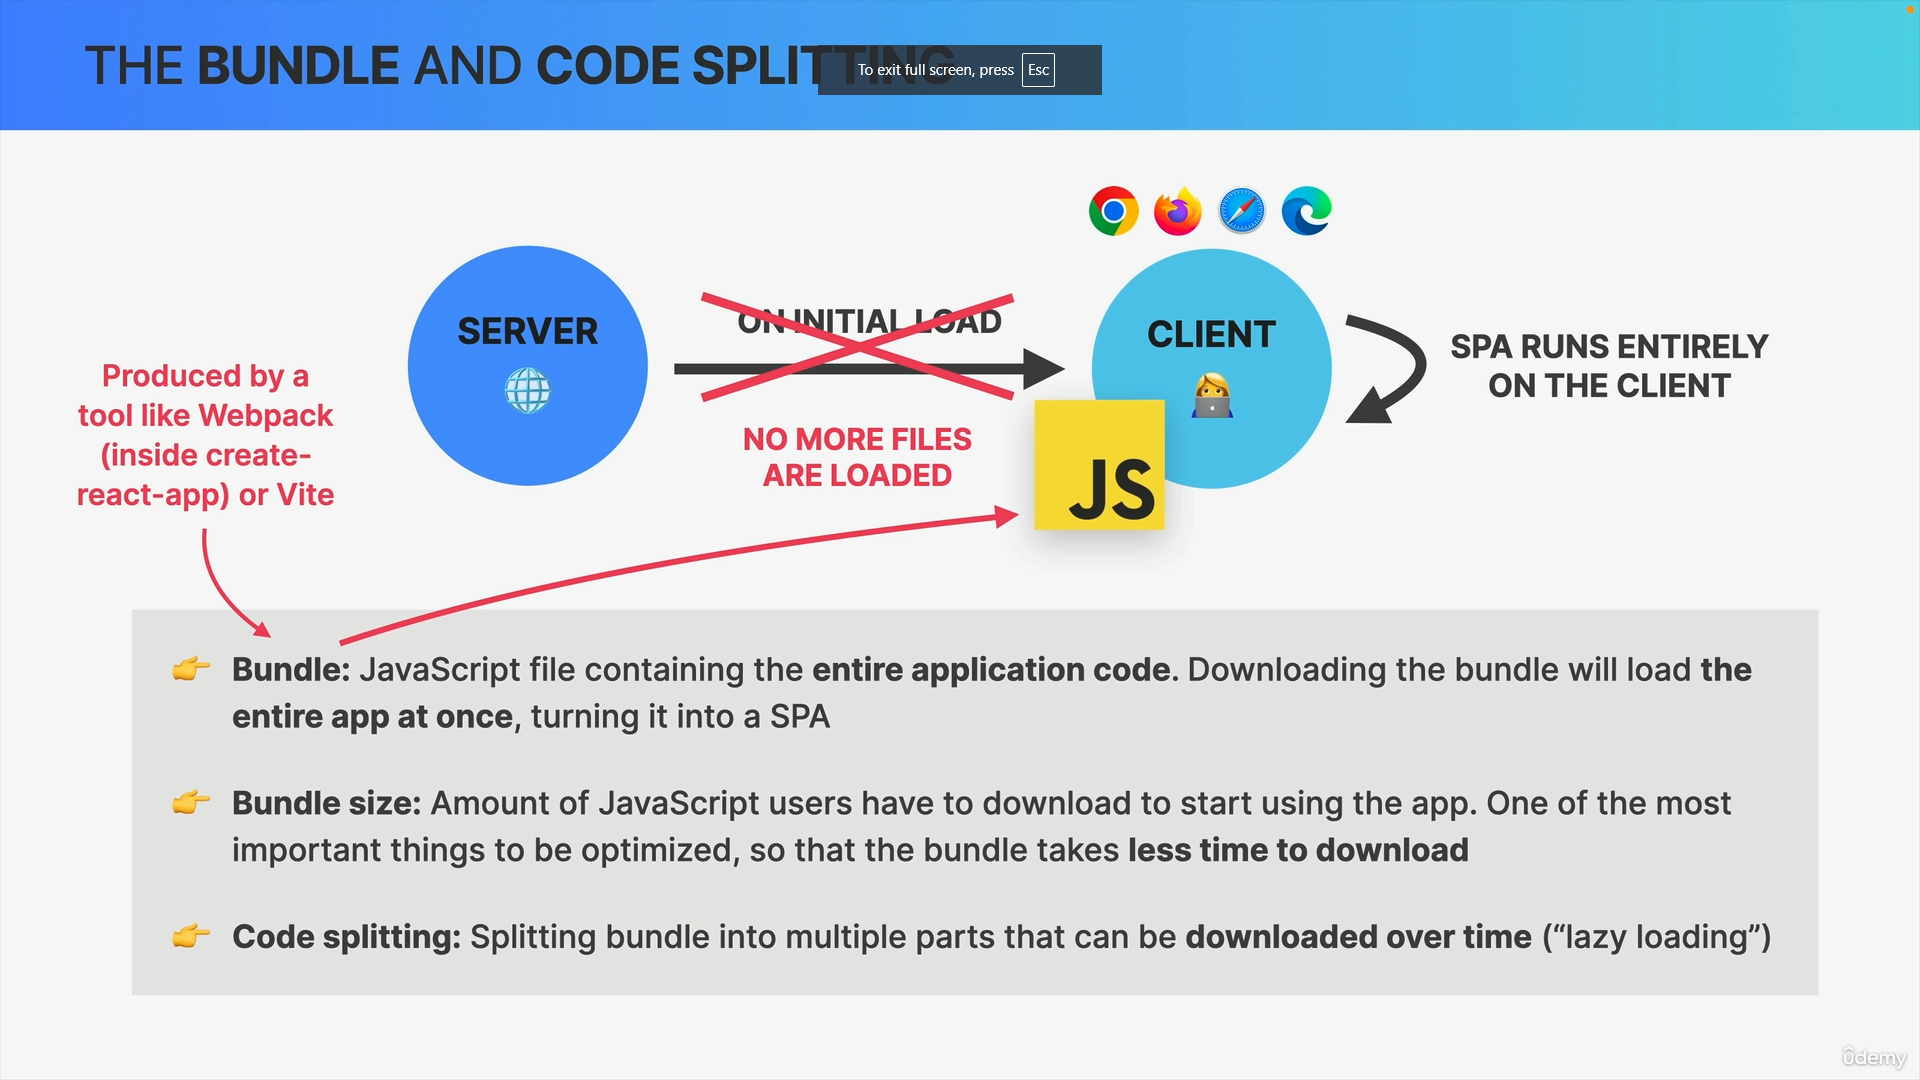 THE BUNDLE AND CODE SPLITTING
To exit full screen, press Esc
SERVER
ON INITIAL LOAD
CLIENT
SPA RUNS ENTIRELY
ON THE CLIENT
Produced by a
tool like Webpack
(inside create-
react-app) or Vite
NO MORE FILES
ARE LOADED
JS
👉 Bundle: JavaScript file containing the entire application code. Downloading the bundle will load the
entire app at once, turning it into a SPA
👉 Bundle size: Amount of JavaScript users have to download to start using the app. One of the most
important things to be optimized, so that the bundle takes less time to download
👉 Code splitting: Splitting bundle into multiple parts that can be downloaded over time (“lazy loading”)
ûdemy